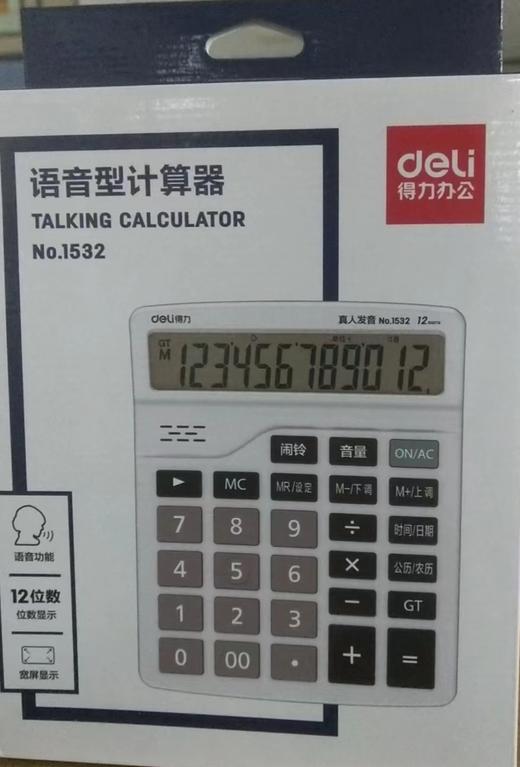 语音型计算器
TALKING CALCULATOR
No.1532
deli
得力办公
deli得力
真人发音 No.1532 12
GT
M
123456789012.
闹铃 音量 ON/AC
▶ MC MR/设定 M-/下调 M+/上调
7 8 9 ÷ 时间/日期
4 5 6 × 公历/农历
1 2 3 − GT
0 00 · + =
语音功能
12位数
位数显示
宽屏显示